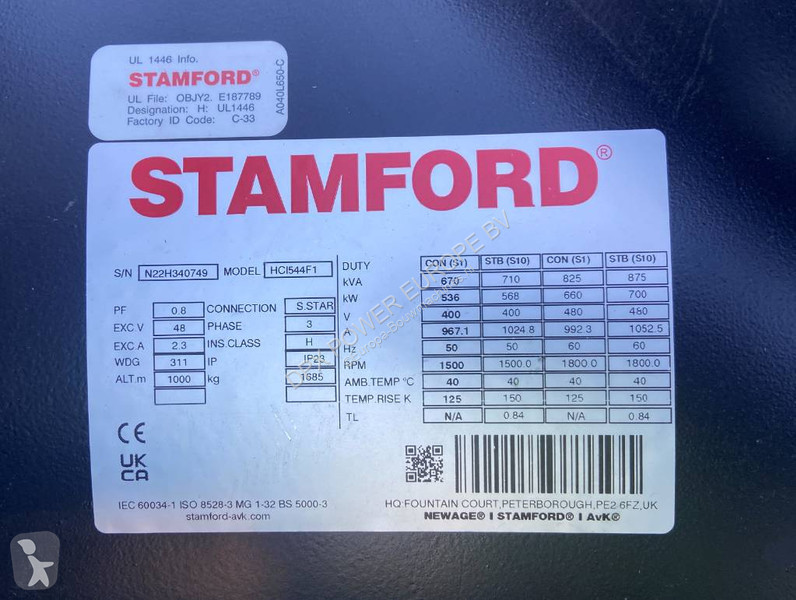 UL 1446 Info.
STAMFORD®
UL File: OBJY2. E187789
Designation: H: UL1446
Factory ID Code: C-33
A040L650-C
STAMFORD®
S/N N22H340749 MODEL HCI544F1
PF 0.8 CONNECTION S.STAR
EXC.V 48 PHASE 3
EXC A 2.3 INS.CLASS H
WDG 311 IP IP23
ALT.m 1000 kg 1685
DUTY CON (S1) STB (S10) CON (S1) STB (S10)
kVA 670 710 825 875
kW 536 568 660 700
V 400 400 480 480
A 967.1 1024.8 992.3 1052.5
Hz 50 50 60 60
RPM 1500 1500.0 1800.0 1800.0
AMB.TEMP °C 40 40 40 40
TEMP.RISE K 125 150 125 150
TL N/A 0.84 N/A 0.84
CE
UK
CA
IEC 60034-1 ISO 8528-3 MG 1-32 BS 5000-3
stamford-avk.com
HQ:FOUNTAIN COURT,PETERBOROUGH,PE2 6FZ,UK
NEWAGE® I STAMFORD® I AvK®
DPX POWER EUROPE BV